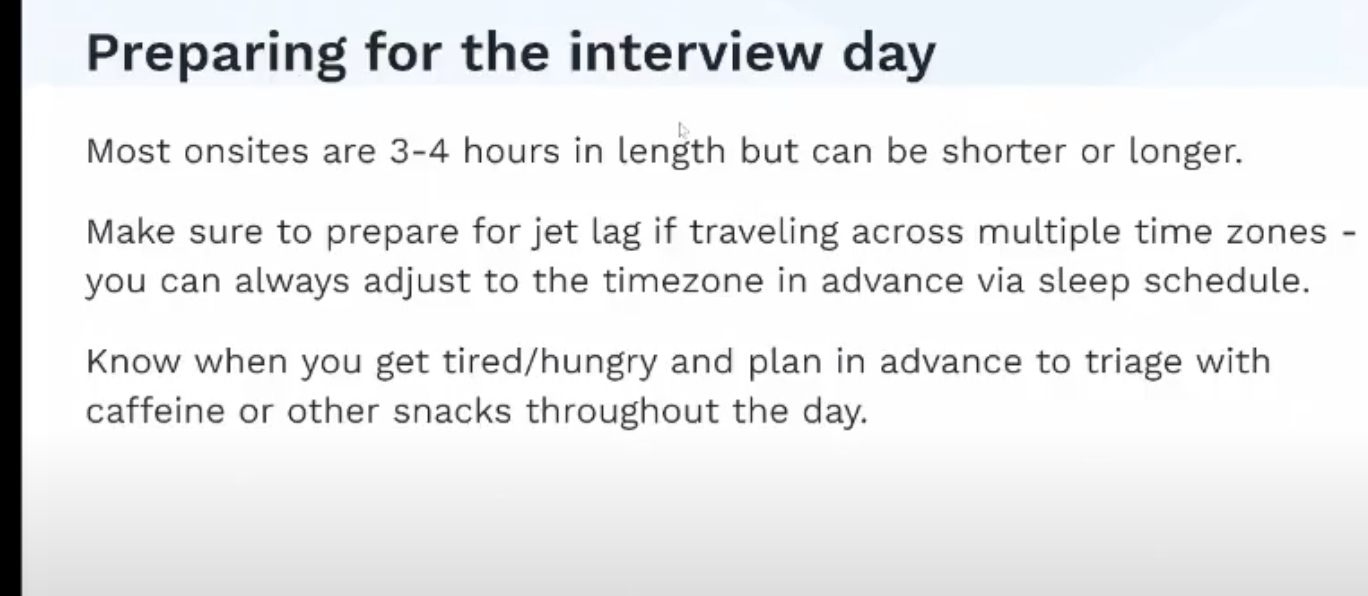 Preparing for the interview day
Most onsites are 3-4 hours in length but can be shorter or longer.
Make sure to prepare for jet lag if traveling across multiple time zones -
you can always adjust to the timezone in advance via sleep schedule.
Know when you get tired/hungry and plan in advance to triage with
caffeine or other snacks throughout the day.